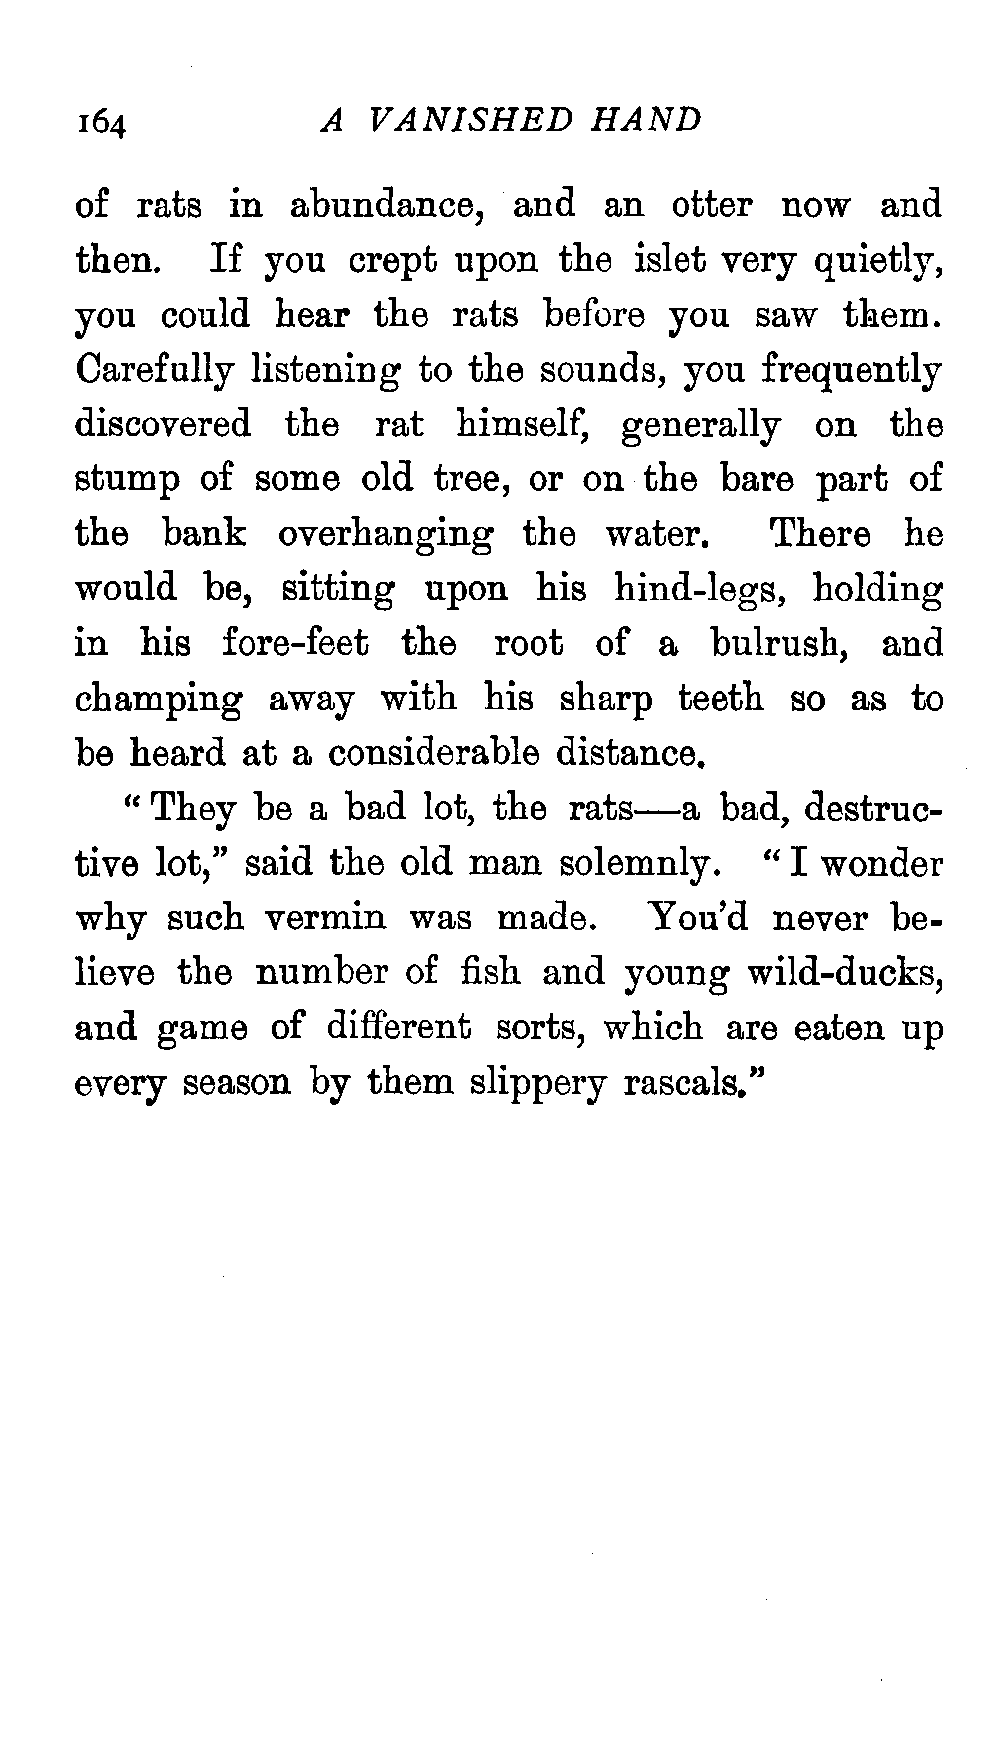 164 A VANISHED HAND
of rats in abundance, and an otter now and
then. If you crept upon the islet very quietly,
you could hear the rats before you saw them.
Carefully listening to the sounds, you frequently
discovered the rat himself, generally on the
stump of some old tree, or on the bare part of
the bank overhanging the water. There he
would be, sitting upon his hind-legs, holding
in his fore-feet the root of a bulrush, and
champing away with his sharp teeth so as to
be heard at a considerable distance.
“They be a bad lot, the rats—a bad, destruc-
tive lot,” said the old man solemnly. “I wonder
why such vermin was made. You’d never be-
lieve the number of fish and young wild-ducks,
and game of different sorts, which are eaten up
every season by them slippery rascals.”